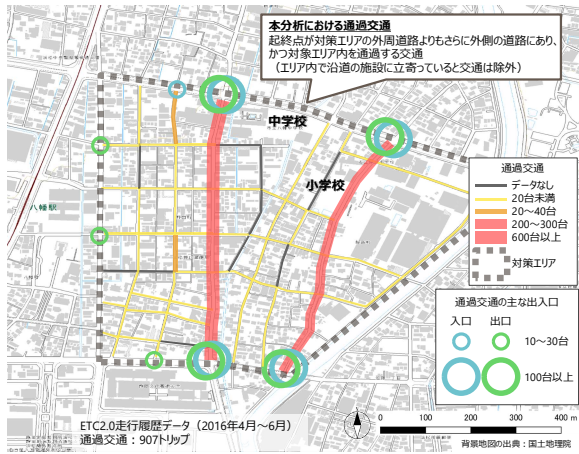 本分析における通過交通
起終点が対策エリアの外周道路よりもさらに外側の道路にあり、
かつ対象エリア内を通過する交通
（エリア内で沿道の施設に立寄っていると交通は除外）
中学校
小学校
八幡駅
通過交通
データなし
20台未満
20～40台
200～300台
600台以上
対策エリア
通過交通の主な出入口
入口 出口
10～30台
100台以上
ETC2.0走行履歴データ（2016年4月～6月）
通過交通：907トリップ
0 100 200 300 400 m
背景地図の出典：国土地理院